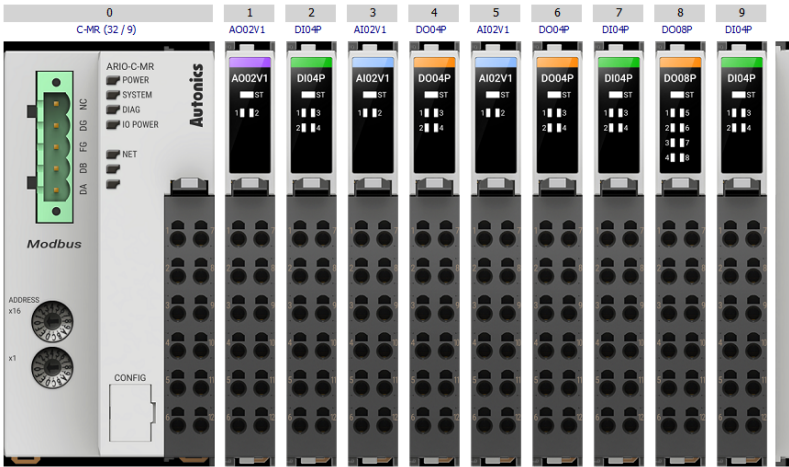 0 1 2 3 4 5 6 7 8 9
C-MR (32 / 9) AO02V1 DI04P AI02V1 DO04P AI02V1 DO04P DI04P DO08P DI04P
ARIO-C-MR
POWER
SYSTEM
DIAG
IO POWER
NET
Autonics
NC
DG
FG
DB
DA
Modbus
ADDRESS
x16
x1
CONFIG
AO02V1
ST
1 2
DI04P
ST
1 3
2 4
AI02V1
ST
1 2
DO04P
ST
1 3
2 4
AI02V1
ST
1 2
DO04P
ST
1 3
2 4
DI04P
ST
1 3
2 4
DO08P
ST
1 5
2 6
3 7
4 8
DI04P
ST
1 3
2 4